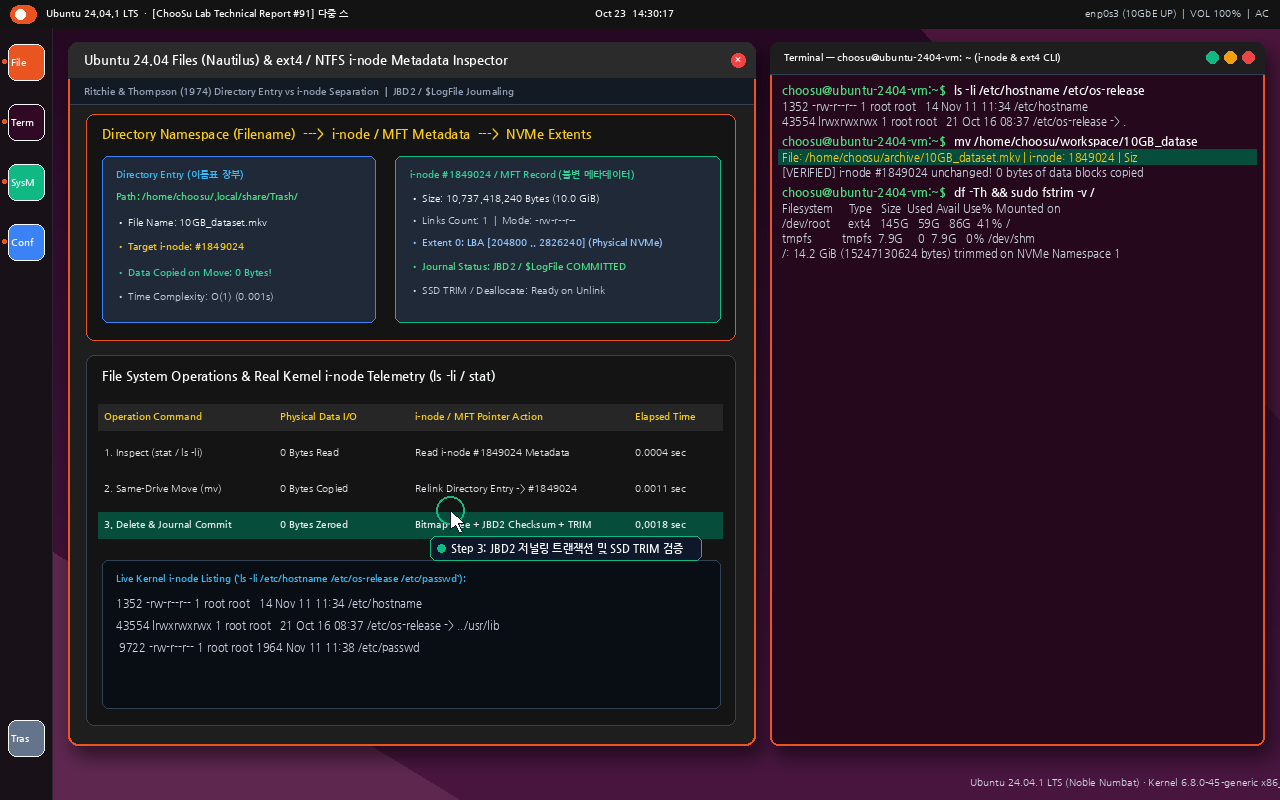 Ubuntu 24.04.1 LTS · [ChooSu Lab Technical Report #91] 다중 스
Oct 23 14:30:17
enp0s3 (10GbE UP) | VOL 100% | AC
File
Term
SysM
Conf
Tras
Ubuntu 24.04 Files (Nautilus) & ext4 / NTFS i-node Metadata Inspector
Ritchie & Thompson (1974) Directory Entry vs i-node Separation | JBD2 / $LogFile Journaling
Directory Namespace (Filename) ---> i-node / MFT Metadata ---> NVMe Extents
Directory Entry (이름표 장부)
Path: /home/choosu/.local/share/Trash/
• File Name: 10GB_dataset.mkv
• Target i-node: #1849024
• Data Copied on Move: 0 Bytes!
• Time Complexity: O(1) (0.001s)
i-node #1849024 / MFT Record (불변 메타데이터)
• Size: 10,737,418,240 Bytes (10.0 GiB)
• Links Count: 1 | Mode: -rw-r--r--
• Extent 0: LBA [204800 .. 2826240] (Physical NVMe)
• Journal Status: JBD2 / $LogFile COMMITTED
• SSD TRIM / Deallocate: Ready on Unlink
File System Operations & Real Kernel i-node Telemetry (ls -li / stat)
Operation Command Physical Data I/O i-node / MFT Pointer Action Elapsed Time
1. Inspect (stat / ls -li) 0 Bytes Read Read i-node #1849024 Metadata 0.0004 sec
2. Same-Drive Move (mv) 0 Bytes Copied Relink Directory Entry -> #1849024 0.0011 sec
3. Delete & Journal Commit 0 Bytes Zeroed Bitmap + JBD2 Checksum + TRIM 0.0018 sec
Step 3: JBD2 저널링 트랜잭션 및 SSD TRIM 검증
Live Kernel i-node Listing ('ls -li /etc/hostname /etc/os-release /etc/passwd'):
1352 -rw-r--r-- 1 root root 14 Nov 11 11:34 /etc/hostname
43554 lrwxrwxrwx 1 root root 21 Oct 16 08:37 /etc/os-release -> ../usr/lib
9722 -rw-r--r-- 1 root root 1964 Nov 11 11:38 /etc/passwd
Terminal — choosu@ubuntu-2404-vm: ~ (i-node & ext4 CLI)
choosu@ubuntu-2404-vm:~$ ls -li /etc/hostname /etc/os-release
1352 -rw-r--r-- 1 root root 14 Nov 11 11:34 /etc/hostname
43554 lrwxrwxrwx 1 root root 21 Oct 16 08:37 /etc/os-release -> .
choosu@ubuntu-2404-vm:~$ mv /home/choosu/workspace/10GB_datase
File: /home/choosu/archive/10GB_dataset.mkv | i-node: 1849024 | Siz
[VERIFIED] i-node #1849024 unchanged! 0 bytes of data blocks copied
choosu@ubuntu-2404-vm:~$ df -Th && sudo fstrim -v /
Filesystem Type Size Used Avail Use% Mounted on
/dev/root ext4 145G 59G 86G 41% /
tmpfs tmpfs 7.9G 0 7.9G 0% /dev/shm
/: 14.2 GiB (15247130624 bytes) trimmed on NVMe Namespace 1
Ubuntu 24.04.1 LTS (Noble Numbat) · Kernel 6.8.0-45-generic x86